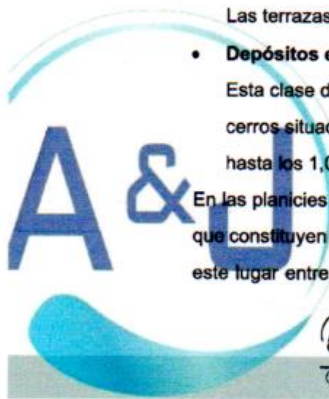 Las terrazas
• Depósitos e
Esta clase d
cerros situad
hasta los 1,0
En las planicies
que constituyen
este lugar entre
A & J